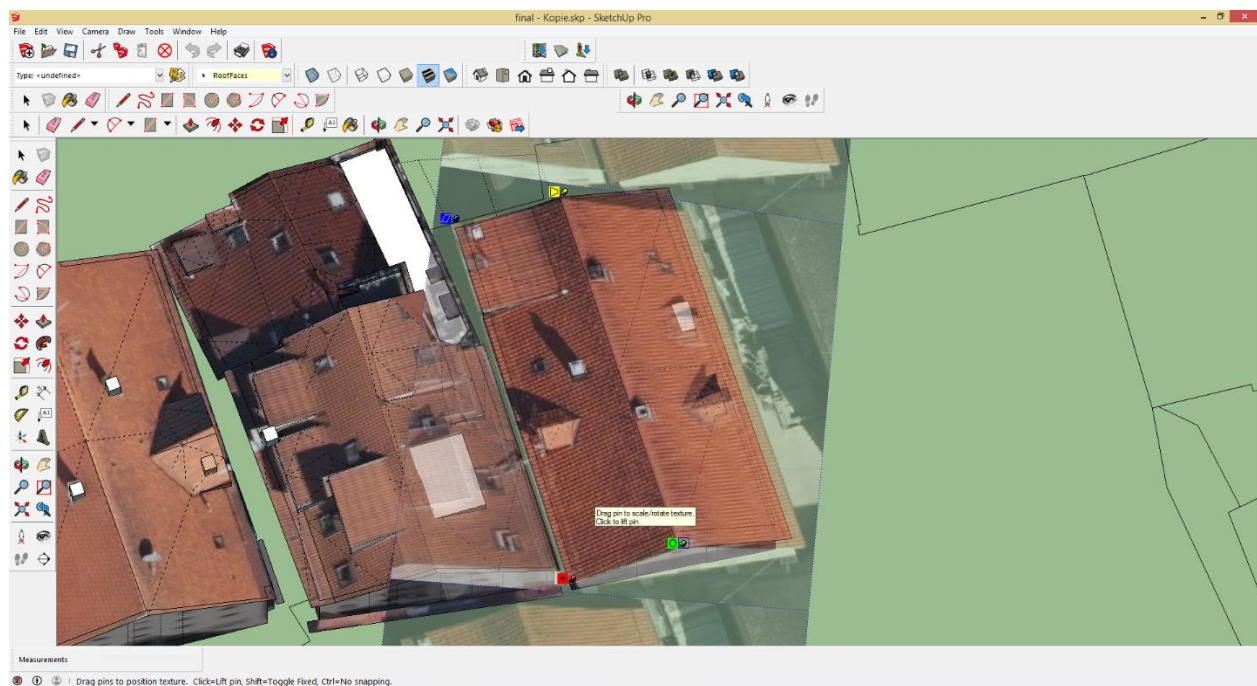 final - Kopie.skp - SketchUp Pro
File Edit View Camera Draw Tools Window Help
Type: <undefined>
RoofFaces
A1
A1
Drag pin to scale/rotate texture.
Click to lift pin.
Measurements
Drag pins to position texture. Click=Lift pin, Shift=Toggle Fixed, Ctrl=No snapping.